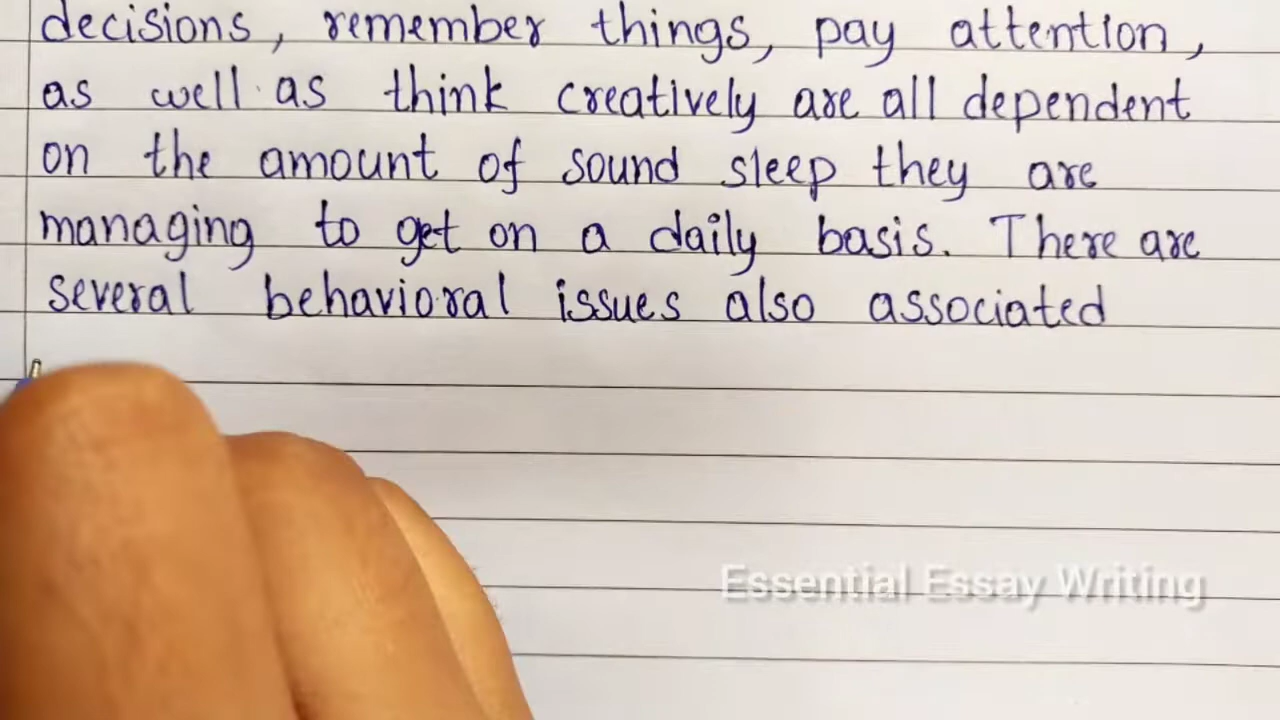 decisions, remember things, pay attention,
as well as think creatively are all dependent
on the amount of sound sleep they are
managing to get on a daily basis. There are
several behavioral issues also associated
Essential Essay Writing